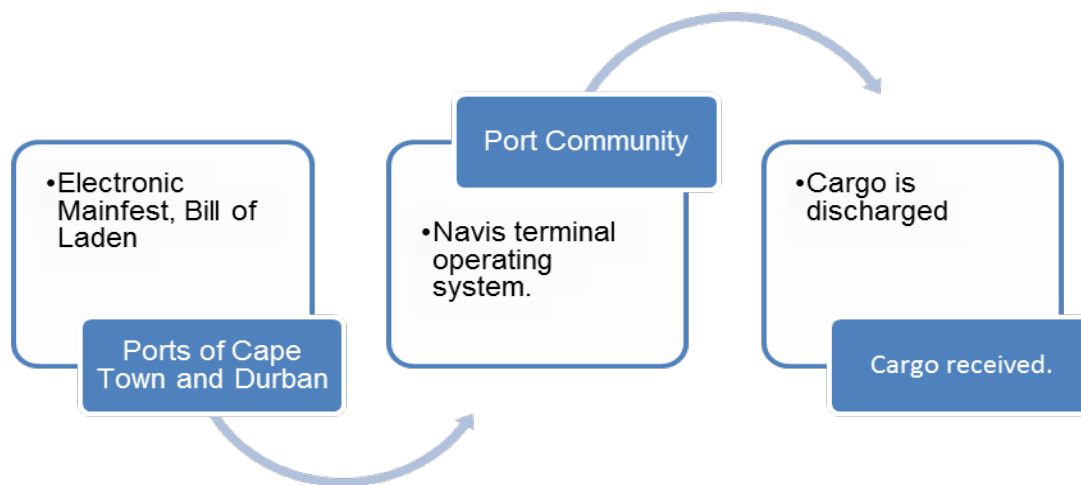 •Electronic
Mainfest, Bill of
Laden
Ports of Cape
Town and Durban
Port Community
•Navis terminal
operating
system.
•Cargo is
discharged
Cargo received.